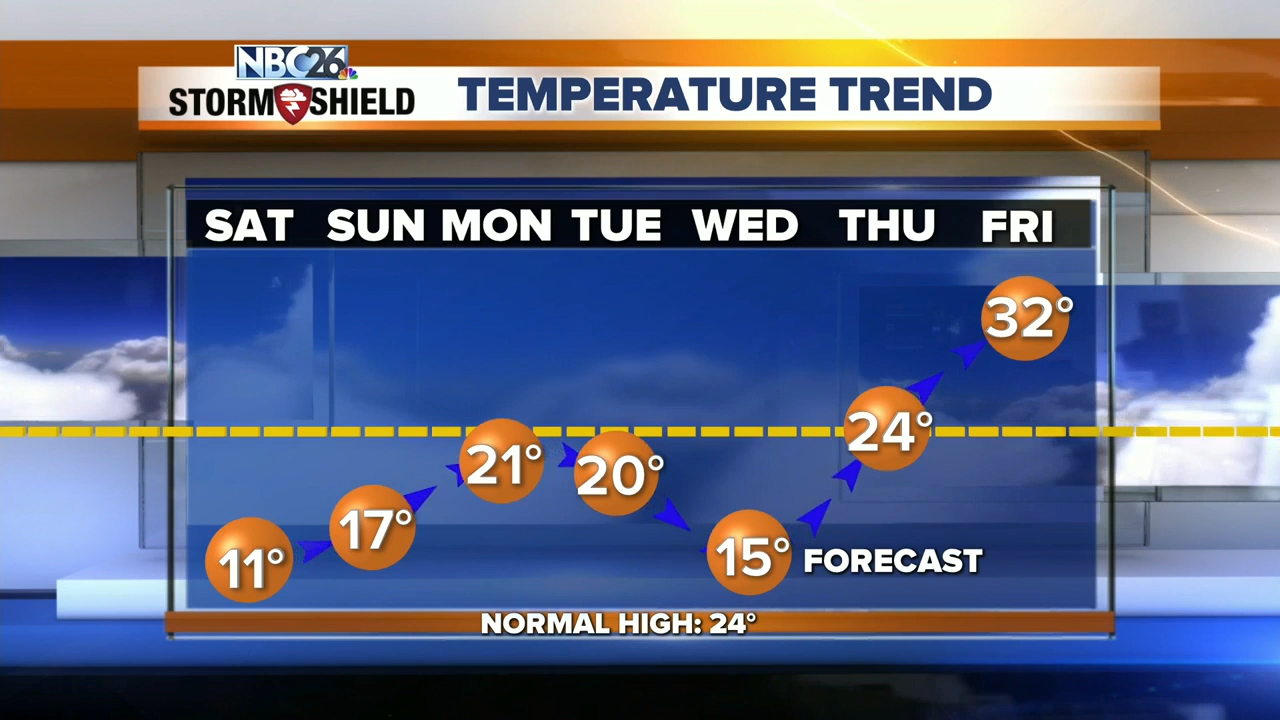 NBC26
STORM SHIELD
TEMPERATURE TREND
SAT SUN MON TUE WED THU FRI
32°
24°
21°
20°
17°
15°
11°
FORECAST
NORMAL HIGH: 24°